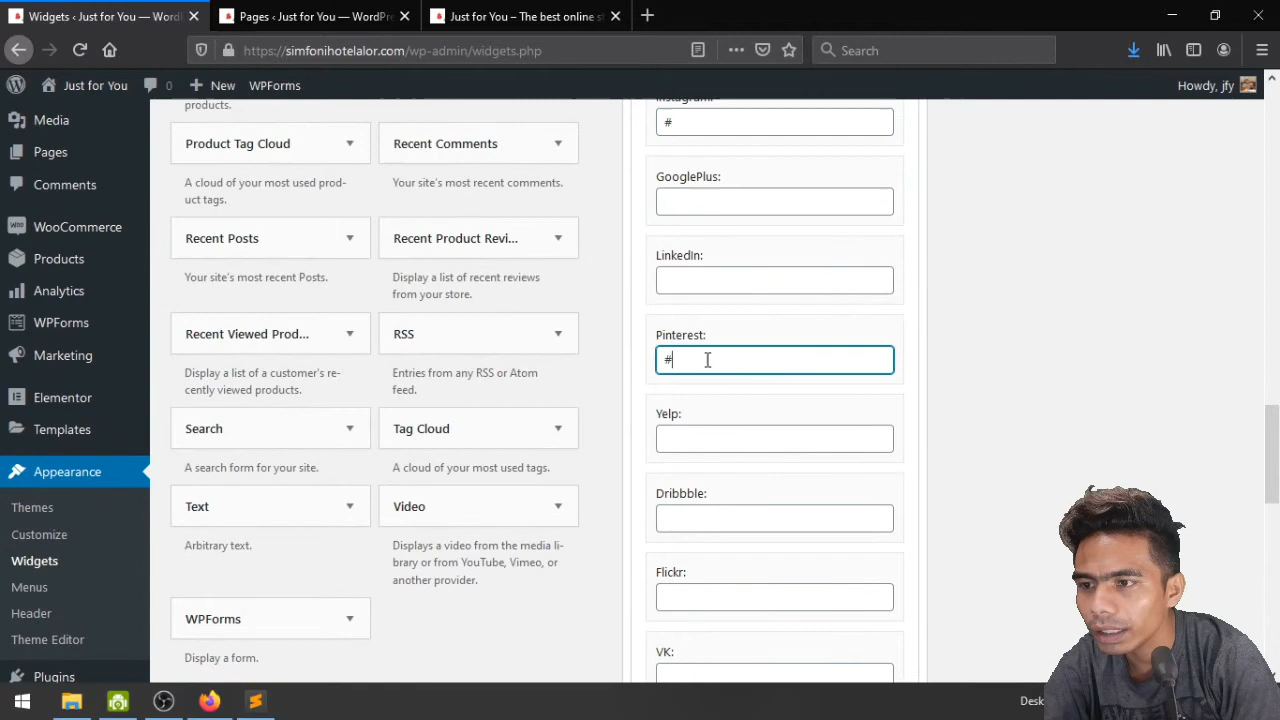 Widgets ‹ Just for You — Word
Pages ‹ Just for You — WordPre
Just for You – The best online st
https://simfonihotelalor.com/wp-admin/widgets.php
Search
Just for You
0
New
WPForms
Howdy, jfy
Media
Pages
Comments
WooCommerce
Products
Analytics
WPForms
Marketing
Elementor
Templates
Appearance
Themes
Customize
Widgets
Menus
Header
Theme Editor
Plugins
products.
Product Tag Cloud
A cloud of your most used prod-
uct tags.
Recent Comments
Your site's most recent comments.
Recent Posts
Your site's most recent Posts.
Recent Product Revi...
Display a list of recent reviews
from your store.
Recent Viewed Prod...
Display a list of a customer's re-
cently viewed products.
RSS
Entries from any RSS or Atom
feed.
Search
A search form for your site.
Tag Cloud
A cloud of your most used tags.
Text
Arbitrary text.
Video
Displays a video from the media li-
brary or from YouTube, Vimeo, or
another provider.
WPForms
Display a form.
Instagram:
#
GooglePlus:
LinkedIn:
Pinterest:
#
Yelp:
Dribbble:
Flickr:
VK:
Desk